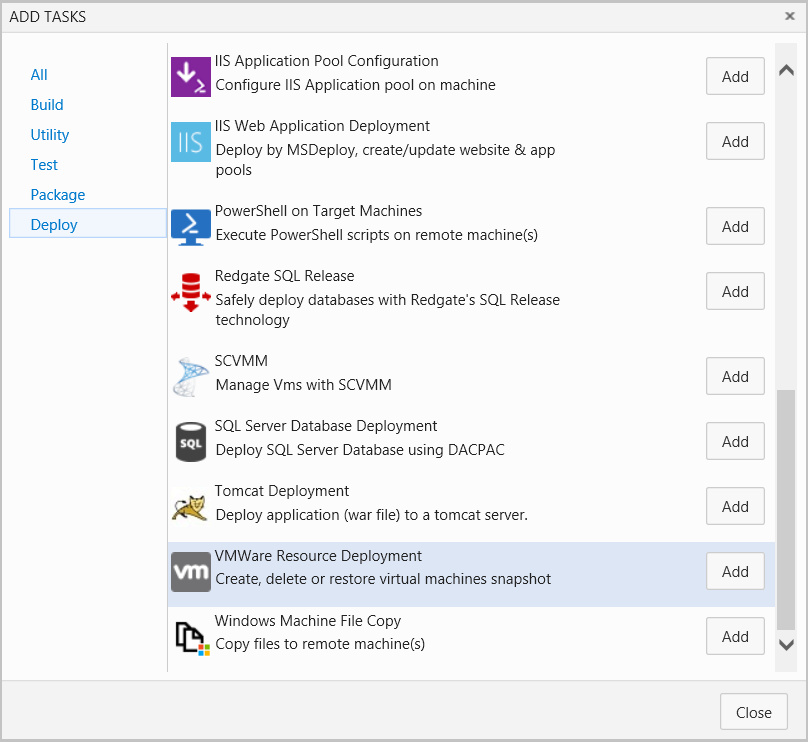 ADD TASKS
All
Build
Utility
Test
Package
Deploy
IIS Application Pool Configuration
Configure IIS Application pool on machine
Add
IIS
IIS Web Application Deployment
Deploy by MSDeploy, create/update website & app
pools
Add
PowerShell on Target Machines
Execute PowerShell scripts on remote machine(s)
Add
Redgate SQL Release
Safely deploy databases with Redgate's SQL Release
technology
Add
SCVMM
Manage Vms with SCVMM
Add
SQL
SQL Server Database Deployment
Deploy SQL Server Database using DACPAC
Add
Tomcat Deployment
Deploy application (war file) to a tomcat server.
Add
vm
VMWare Resource Deployment
Create, delete or restore virtual machines snapshot
Add
Windows Machine File Copy
Copy files to remote machine(s)
Add
Close